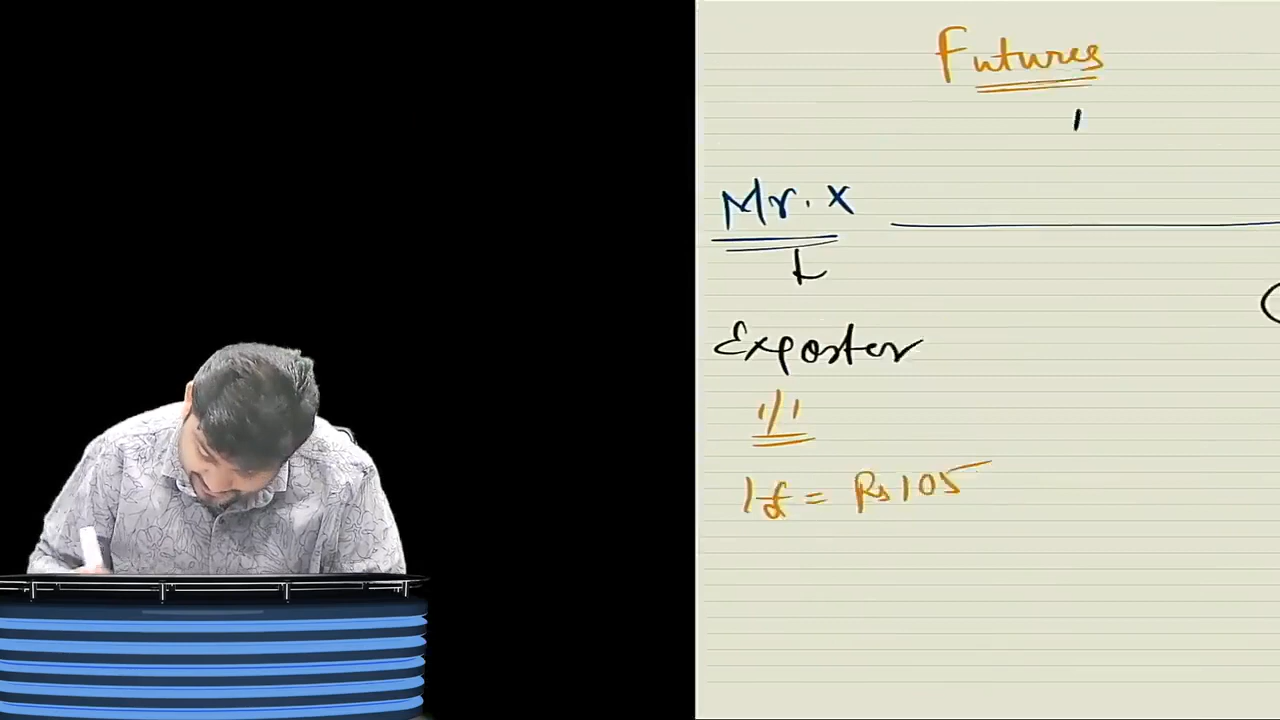 Futures
Mr. X
Exporter
1/1
1£ = Rs 105